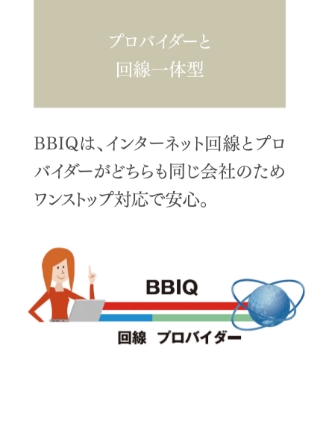 プロバイダーと
回線一体型
BBIQは、インターネット回線とプロ
バイダーがどちらも同じ会社のため
ワンストップ対応で安心。
BBIQ
回線 プロバイダー